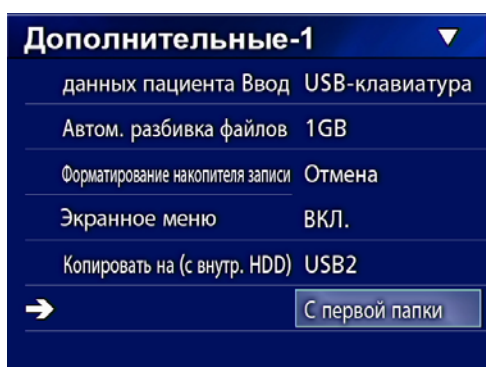 Дополнительные-1 ▼
данных пациента Ввод USB-клавиатура
Автом. разбивка файлов 1GB
Форматирование накопителя записи Отмена
Экранное меню ВКЛ.
Копировать на (с внутр. HDD) USB2
➔ С первой папки